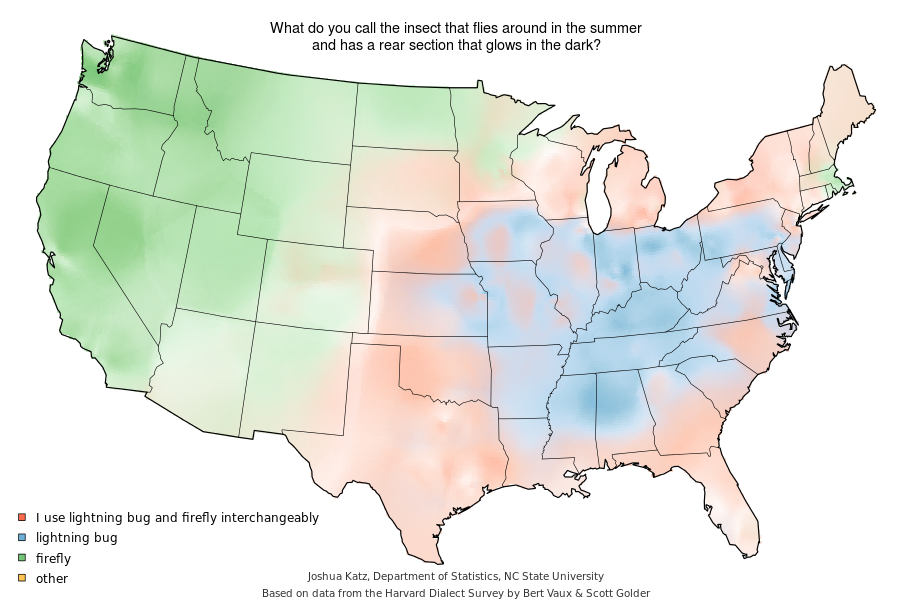 What do you call the insect that flies around in the summer
and has a rear section that glows in the dark?
I use lightning bug and firefly interchangeably
lightning bug
firefly
other
Joshua Katz, Department of Statistics, NC State University
Based on data from the Harvard Dialect Survey by Bert Vaux & Scott Golder